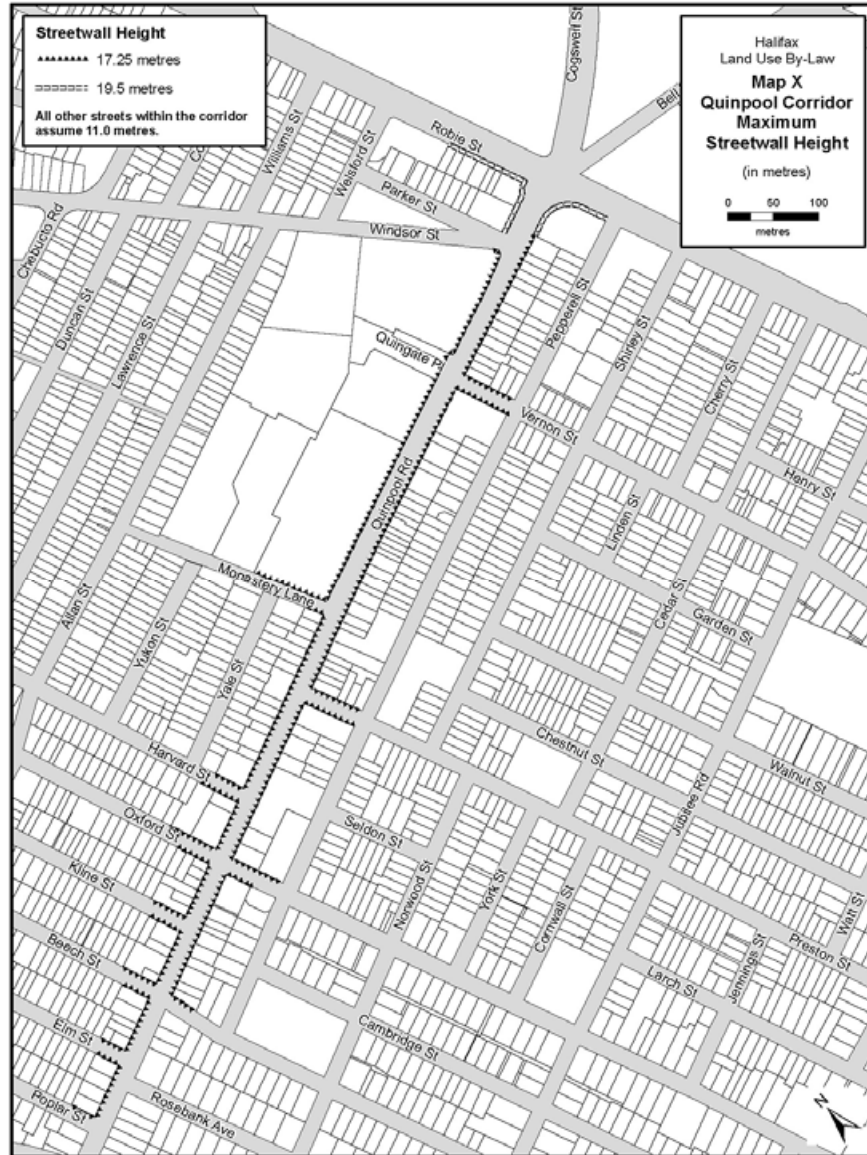 Streetwall Height
17.25 metres
19.5 metres
All other streets within the corridor
assume 11.0 metres.
Halifax
Land Use By-Law
Map X
Quinpool Corridor
Maximum
Streetwall Height
(in metres)
0 50 100
metres
Cogswell St
Robie St
Williams St
Welsford St
Parker St
Windsor St
Chebucto Rd
Duncan St
Lawrence St
Pepperell St
Shirley St
Quingate
Cherry St
Vernon St
Henry St
Quinpool Rd
Linden St
Monastery Lane
Cedar St
Garden St
Allan St
Yukon St
Yale St
Chestnut St
Walnut St
Harvard St
Jubilee Rd
Oxford St
Seldon St
Kline St
Norwood St
York St
Cornwall St
Watt St
Preston St
Beech St
Jennings St
Larch St
Elm St
Cambridge St
Poplar St
Rosebank Ave
N